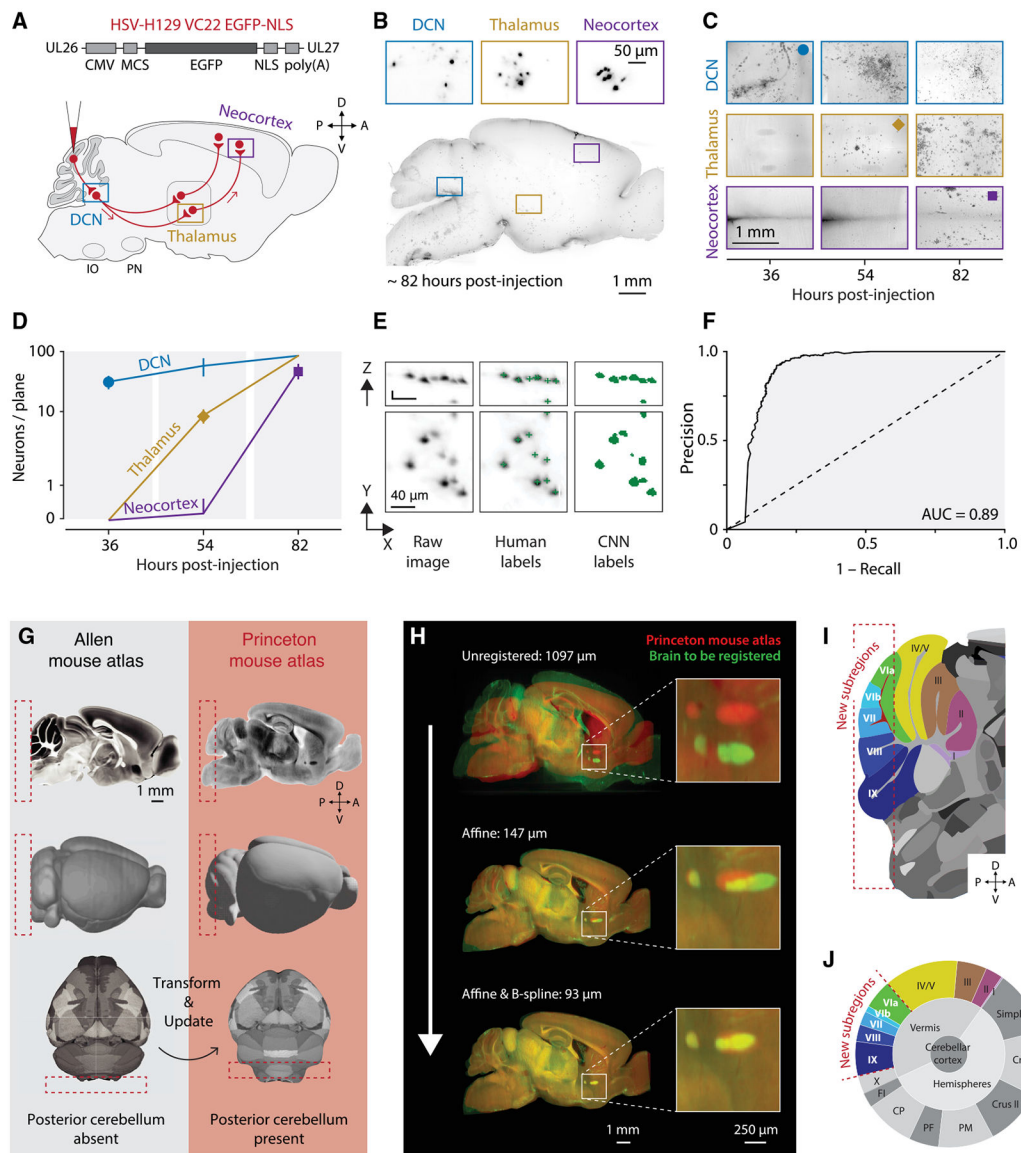 A
HSV-H129 VC22 EGFP-NLS
UL26
UL27
CMV MCS EGFP NLS poly(A)
Neocortex
D
P A
V
DCN
Thalamus
IO PN
B
DCN Thalamus Neocortex
50 µm
~ 82 hours post-injection
1 mm
C
DCN
Thalamus
Neocortex
1 mm
36 54 82
Hours post-injection
D
100
10
1
0
Neurons / plane
DCN
Thalamus
Neocortex
36 54 82
Hours post-injection
E
Z
Y
X
40 µm
Raw
image
Human
labels
CNN
labels
F
1.0
0.5
0
Precision
AUC = 0.89
0 0.5 1.0
1 – Recall
G
Allen
mouse atlas
Princeton
mouse atlas
1 mm
D
P A
V
Transform
&
Update
Posterior cerebellum
absent
Posterior cerebellum
present
H
Princeton mouse atlas
Brain to be registered
Unregistered: 1097 µm
Affine: 147 µm
Affine & B-spline: 93 µm
1 mm
250 µm
I
New subregions
IV/V
VIa
VIb
VII
VIII
IX
III
II
I
D
P A
V
J
New subregions
IV/V
III
II
I
VIa
VIb
VII
VIII
IX
X
FI
CP
PF
PM
Crus II
Cr
Simpl
Vermis
Cerebellar
cortex
Hemispheres